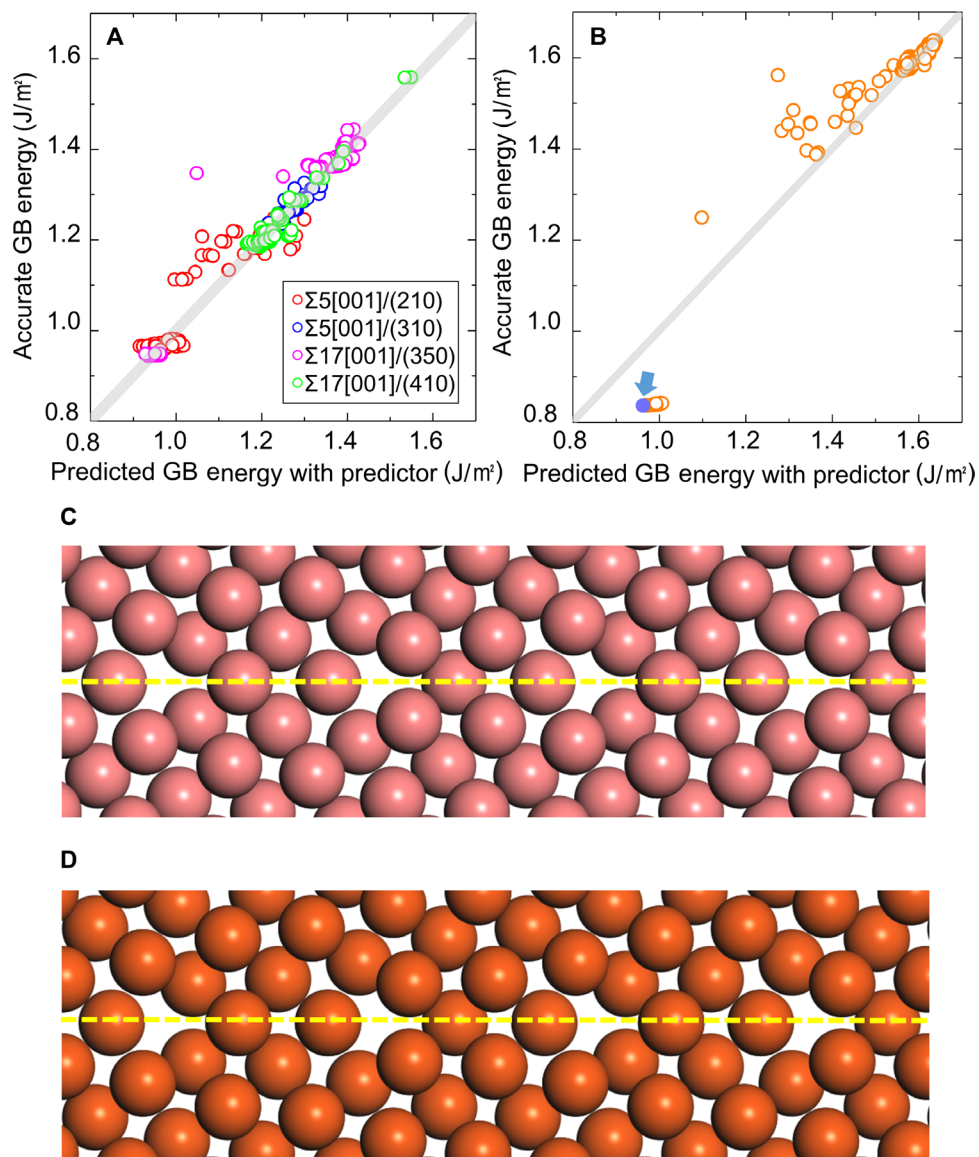 A
Accurate GB energy (J/m²)
1.6
1.4
1.2
1.0
0.8
0.8 1.0 1.2 1.4 1.6
Predicted GB energy with predictor (J/m²)
Σ5[001]/(210)
Σ5[001]/(310)
Σ17[001]/(350)
Σ17[001]/(410)
B
Accurate GB energy (J/m²)
1.6
1.4
1.2
1.0
0.8
0.8 1.0 1.2 1.4 1.6
Predicted GB energy with predictor (J/m²)
C
D